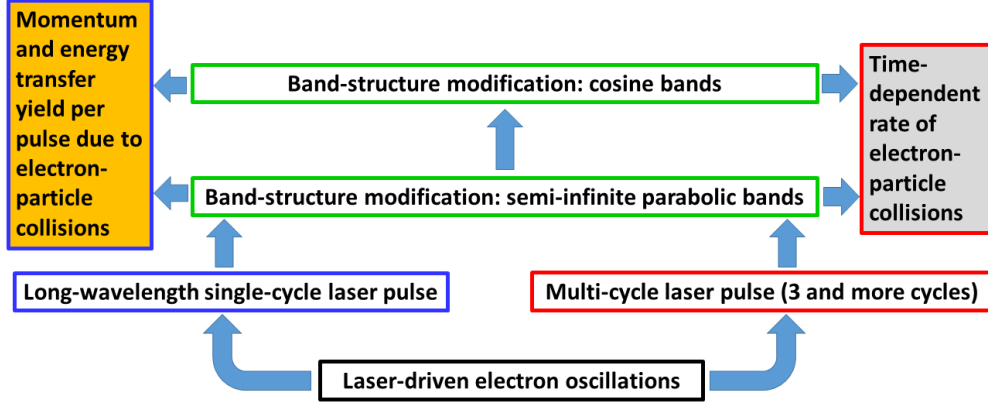 Momentum
and energy
transfer
yield per
pulse due to
electron-
particle
collisions
Band-structure modification: cosine bands
Time-
dependent
rate of
electron-
particle
collisions
Band-structure modification: semi-infinite parabolic bands
Long-wavelength single-cycle laser pulse
Multi-cycle laser pulse (3 and more cycles)
Laser-driven electron oscillations